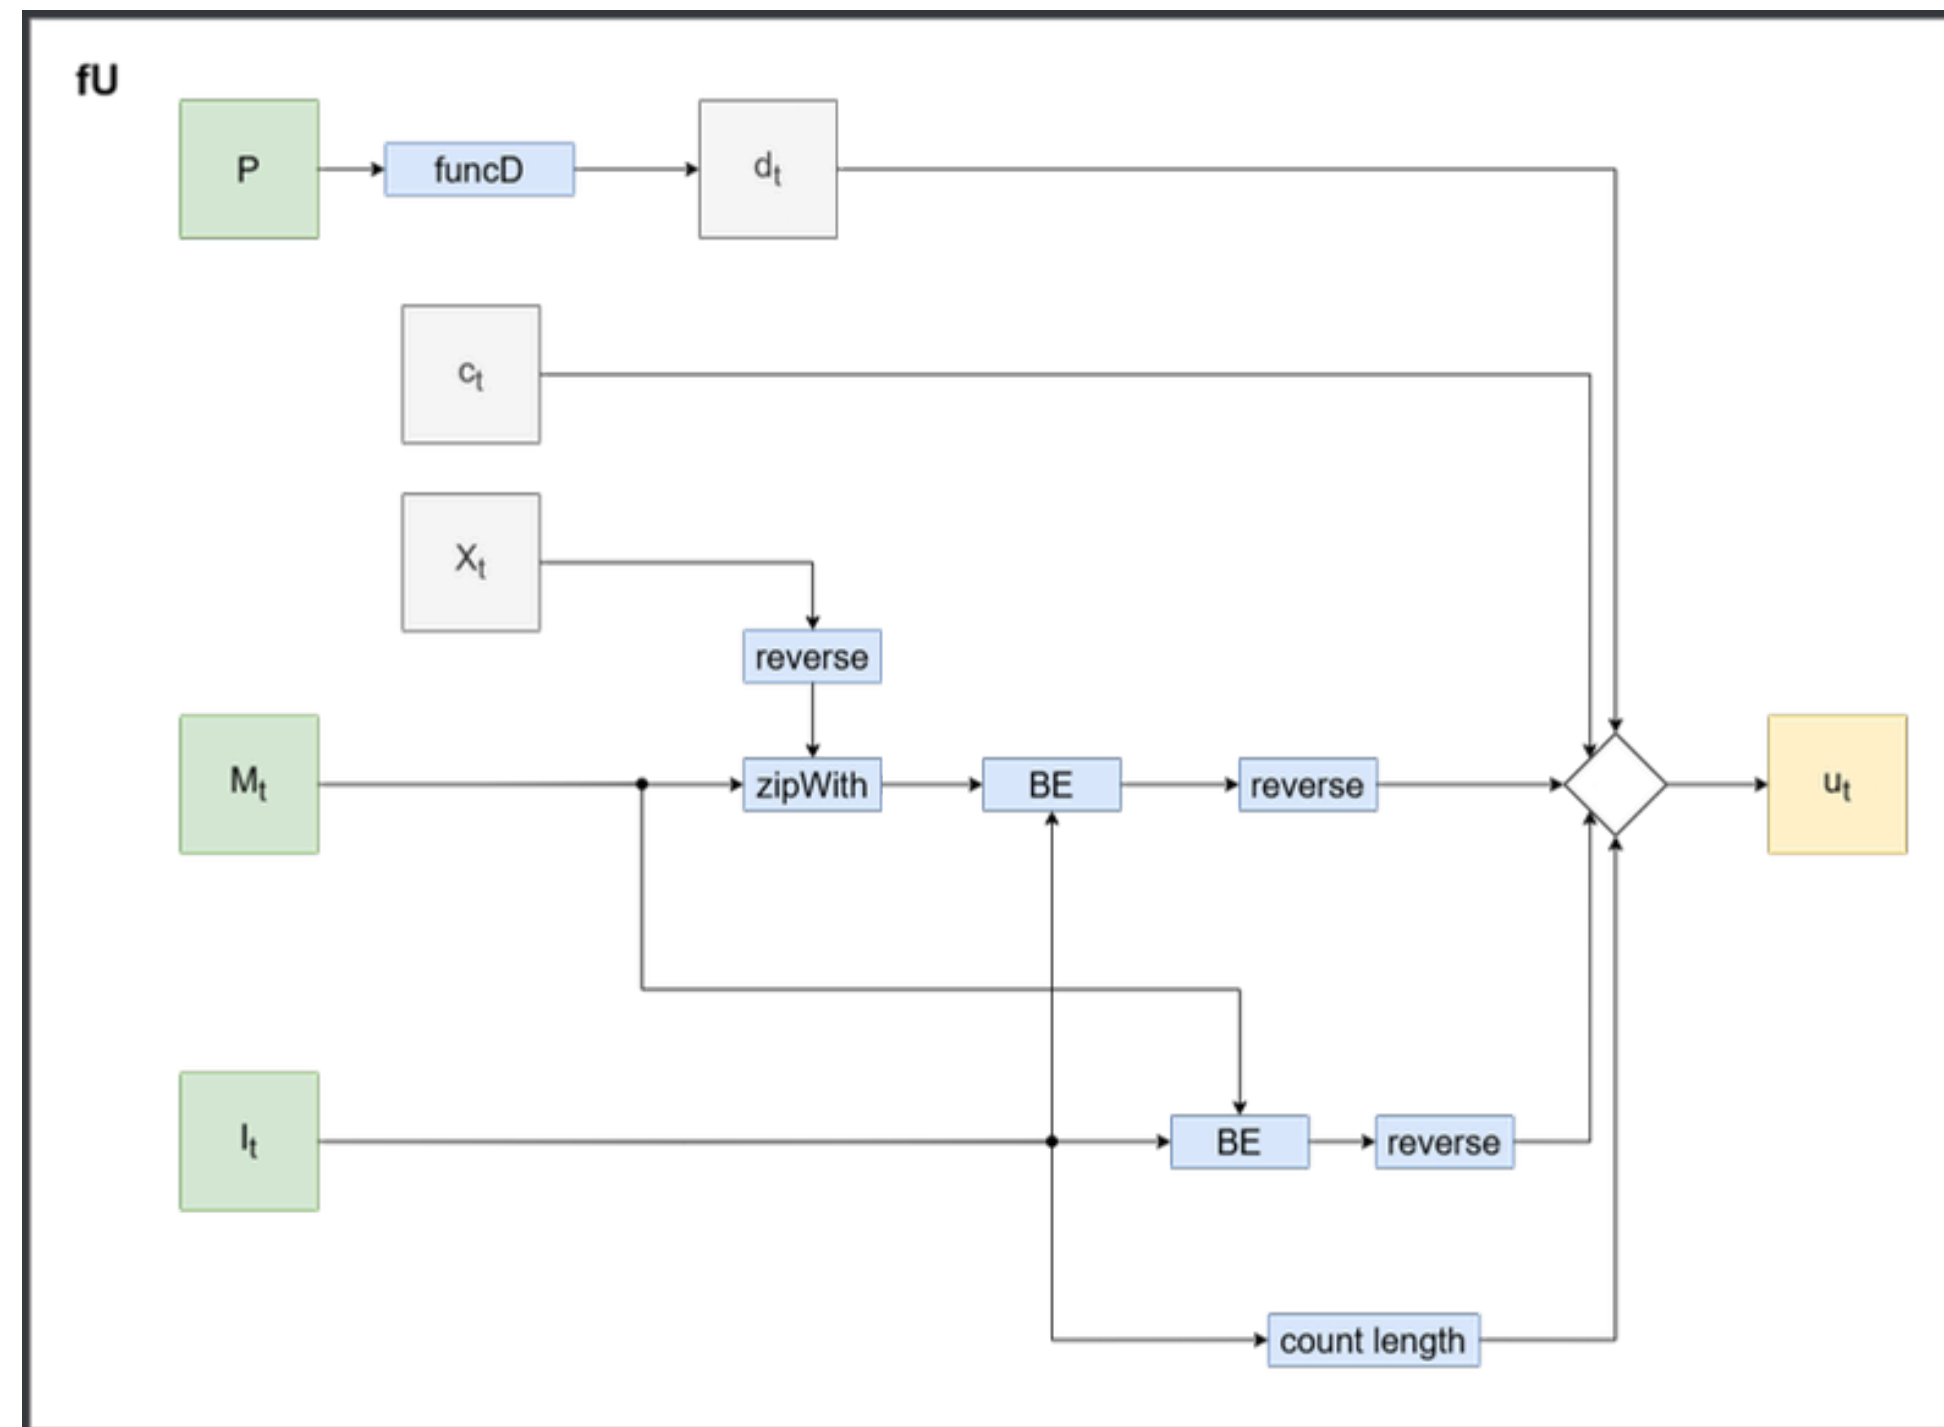 fU
P
funcD
dt
ct
Xt
reverse
Mt
zipWith
BE
reverse
ut
It
BE
reverse
count length